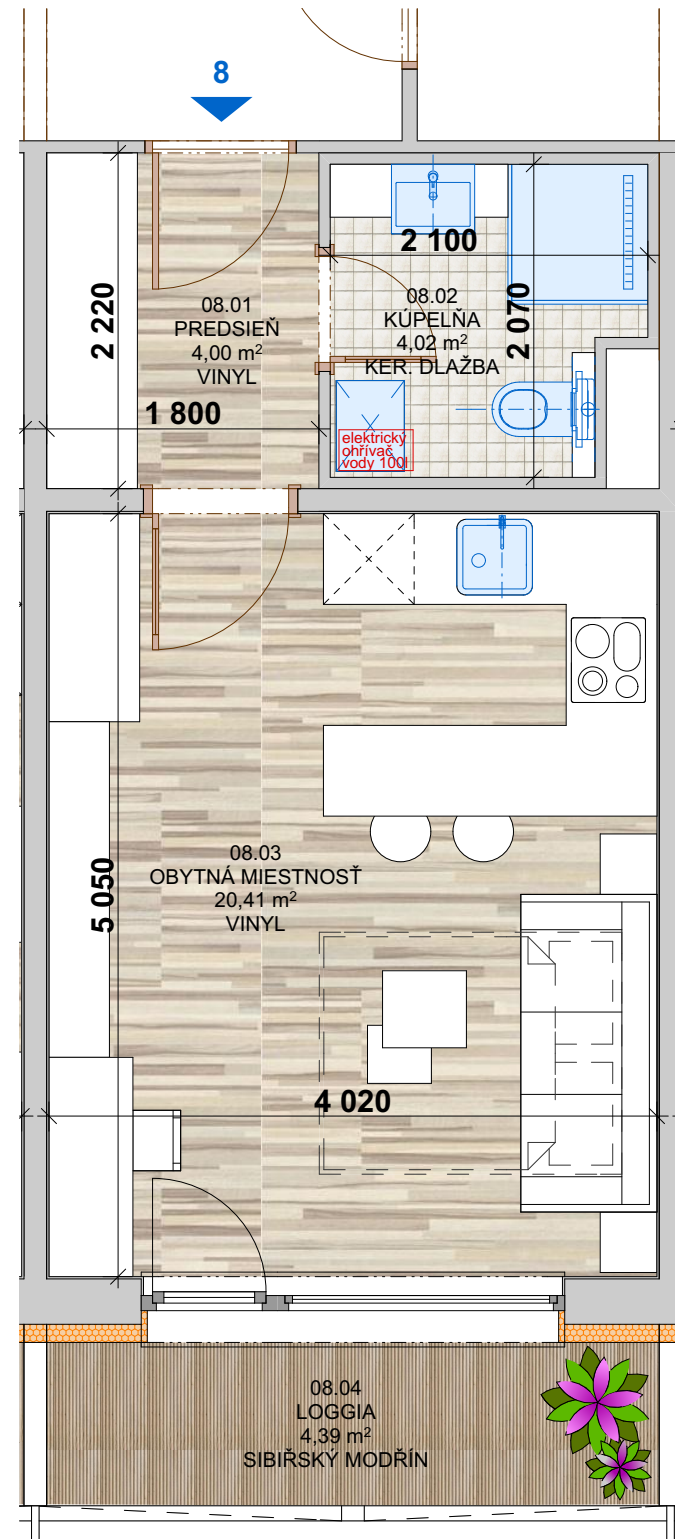 8
08.01
PREDSIEŇ
4,00 m²
VINYL
2 220
1 800
2 100
08.02
KÚPEĽŇA
4,02 m²
KER. DLAŽBA
2 070
elektrický
ohřívač
vody 100l
08.03
OBYTNÁ MIESTNOSŤ
20,41 m²
VINYL
5 050
4 020
08.04
LOGGIA
4,39 m²
SIBIŘSKÝ MODŘÍN